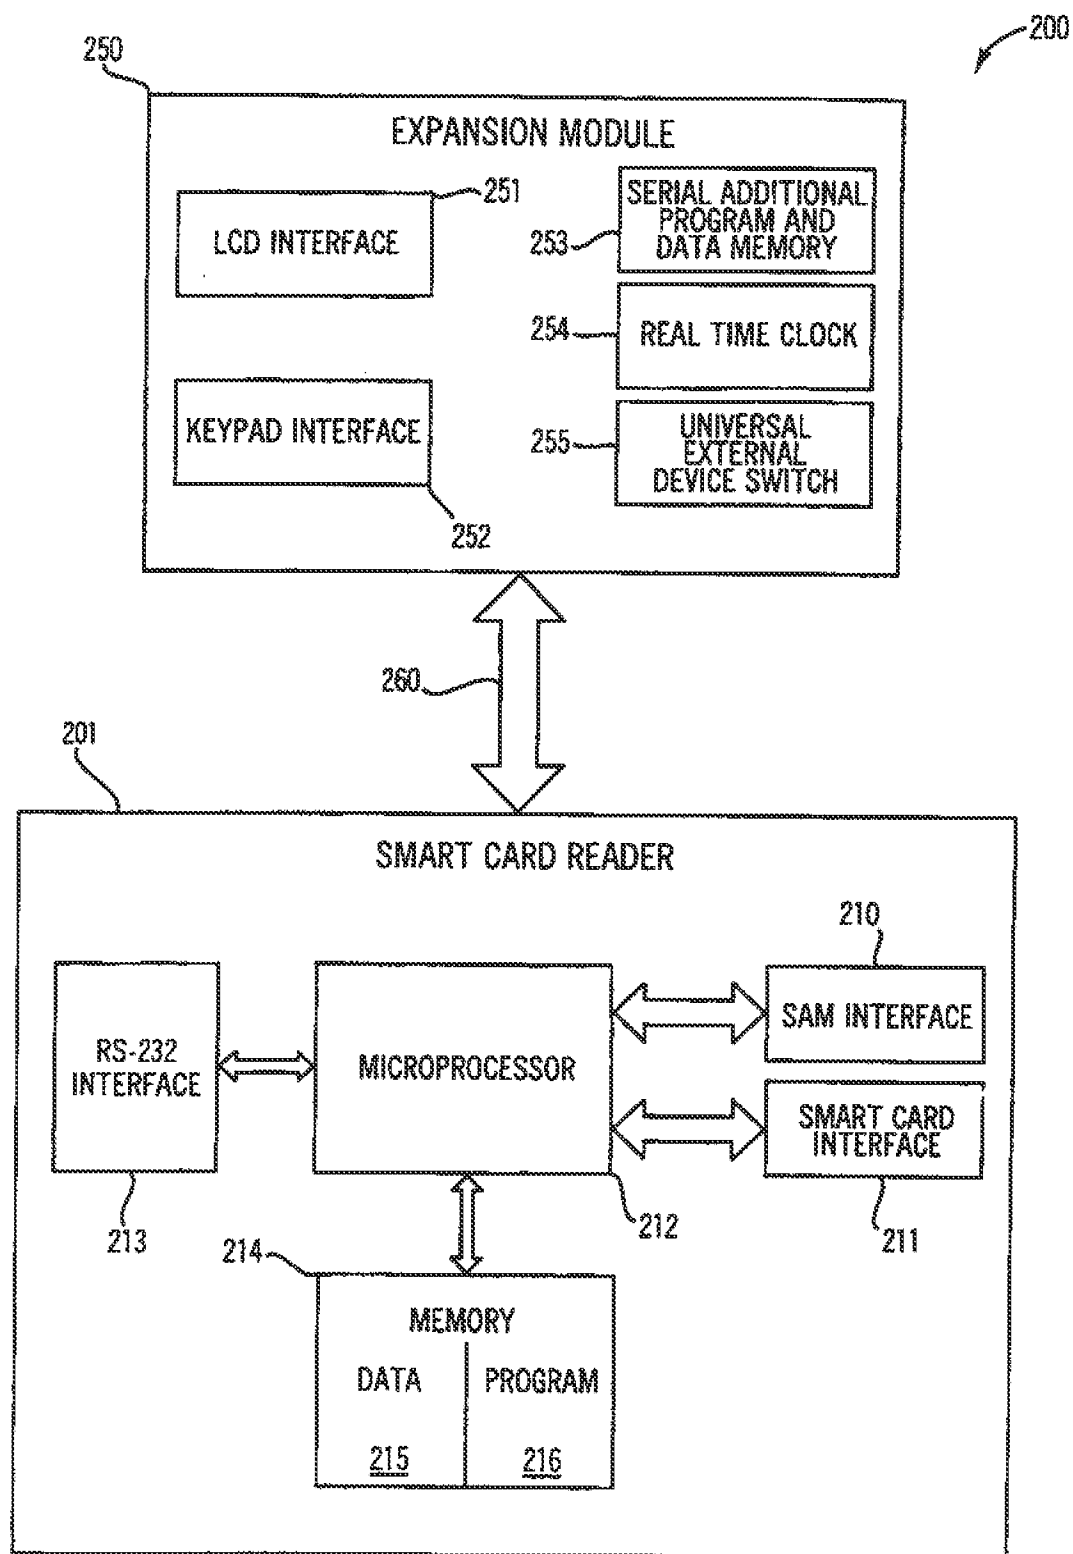 200
250
EXPANSION MODULE
251
LCD INTERFACE
SERIAL ADDITIONAL
PROGRAM AND
DATA MEMORY
253
254
REAL TIME CLOCK
KEYPAD INTERFACE
252
255
UNIVERSAL
EXTERNAL
DEVICE SWITCH
260
201
SMART CARD READER
210
RS-232
INTERFACE
213
MICROPROCESSOR
212
SAM INTERFACE
SMART CARD
INTERFACE
211
214
MEMORY
DATA
PROGRAM
215
216